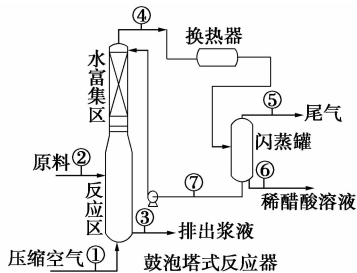 ④
换热器
水富集区
⑤
尾气
闪蒸罐
原料
②
⑥
稀醋酸溶液
⑦
反应区
③
排出浆液
压缩空气
①
鼓泡塔式反应器